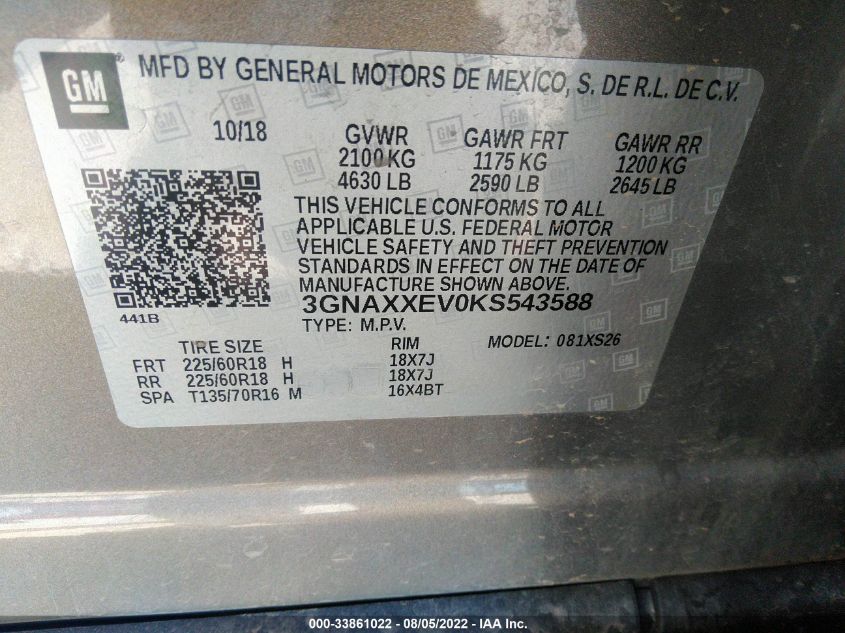 GM
MFD BY GENERAL MOTORS DE MEXICO, S. DE R.L. DE C.V.
10/18 GVWR GAWR FRT GAWR RR
2100 KG 1175 KG 1200 KG
4630 LB 2590 LB 2645 LB
THIS VEHICLE CONFORMS TO ALL
APPLICABLE U.S. FEDERAL MOTOR
VEHICLE SAFETY AND THEFT PREVENTION
STANDARDS IN EFFECT ON THE DATE OF
MANUFACTURE SHOWN ABOVE.
3GNAXXEV0KS543588
441B
TYPE: M.P.V. MODEL: 081XS26
TIRE SIZE RIM
FRT 225/60R18 H 18X7J
RR 225/60R18 H 18X7J
SPA T135/70R16 M 16X4BT
000-33861022 - 08/05/2022 - IAA Inc.